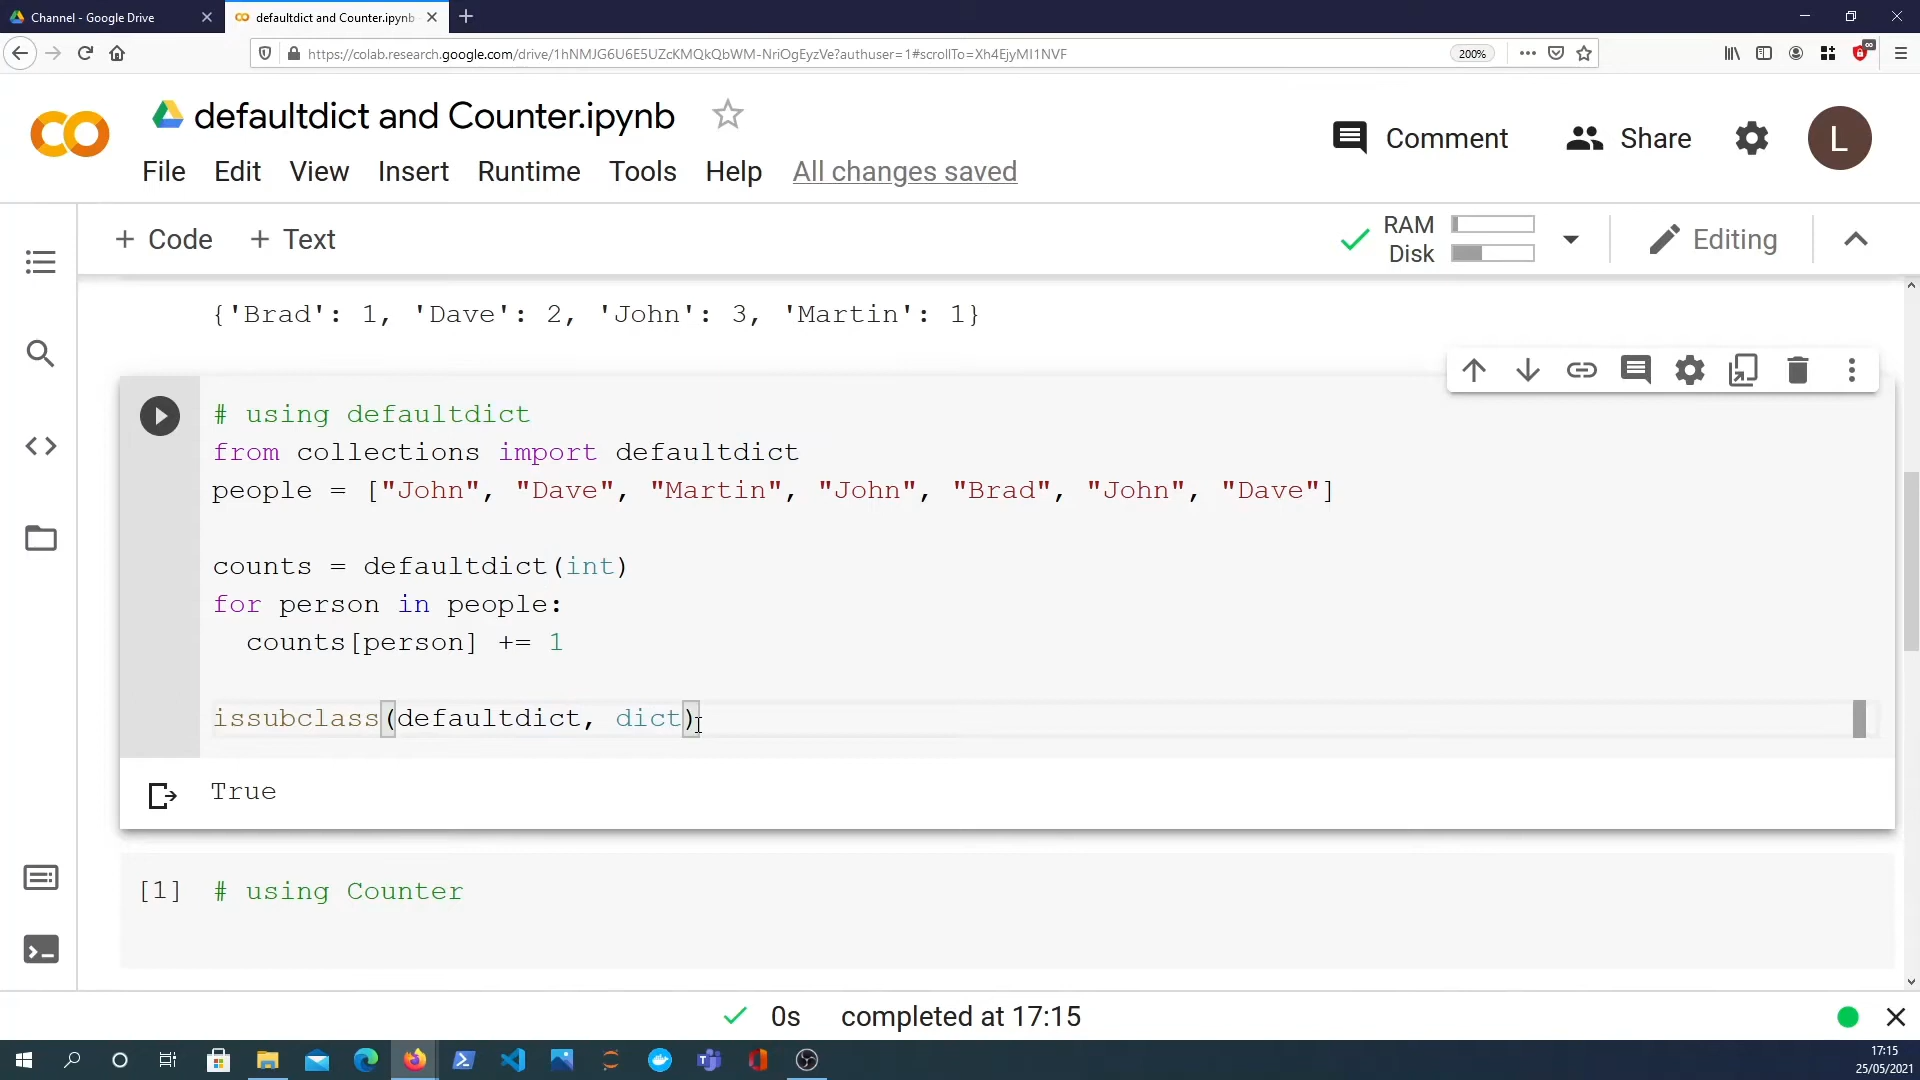 Channel - Google Drive
defaultdict and Counter.ipynb
https://colab.research.google.com/drive/1hNMJG6U6E5UZcKMQkQbWM-NriOgEyzVe?authuser=1#scrollTo=Xh4EjyMI1NVF
200%
defaultdict and Counter.ipynb
Comment
Share
L
File Edit View Insert Runtime Tools Help All changes saved
+ Code + Text
RAM
Disk
Editing
{'Brad': 1, 'Dave': 2, 'John': 3, 'Martin': 1}
# using defaultdict
from collections import defaultdict
people = ["John", "Dave", "Martin", "John", "Brad", "John", "Dave"]
counts = defaultdict(int)
for person in people:
  counts[person] += 1
issubclass(defaultdict, dict)
True
[1] # using Counter
0s completed at 17:15
17:15
25/05/2021